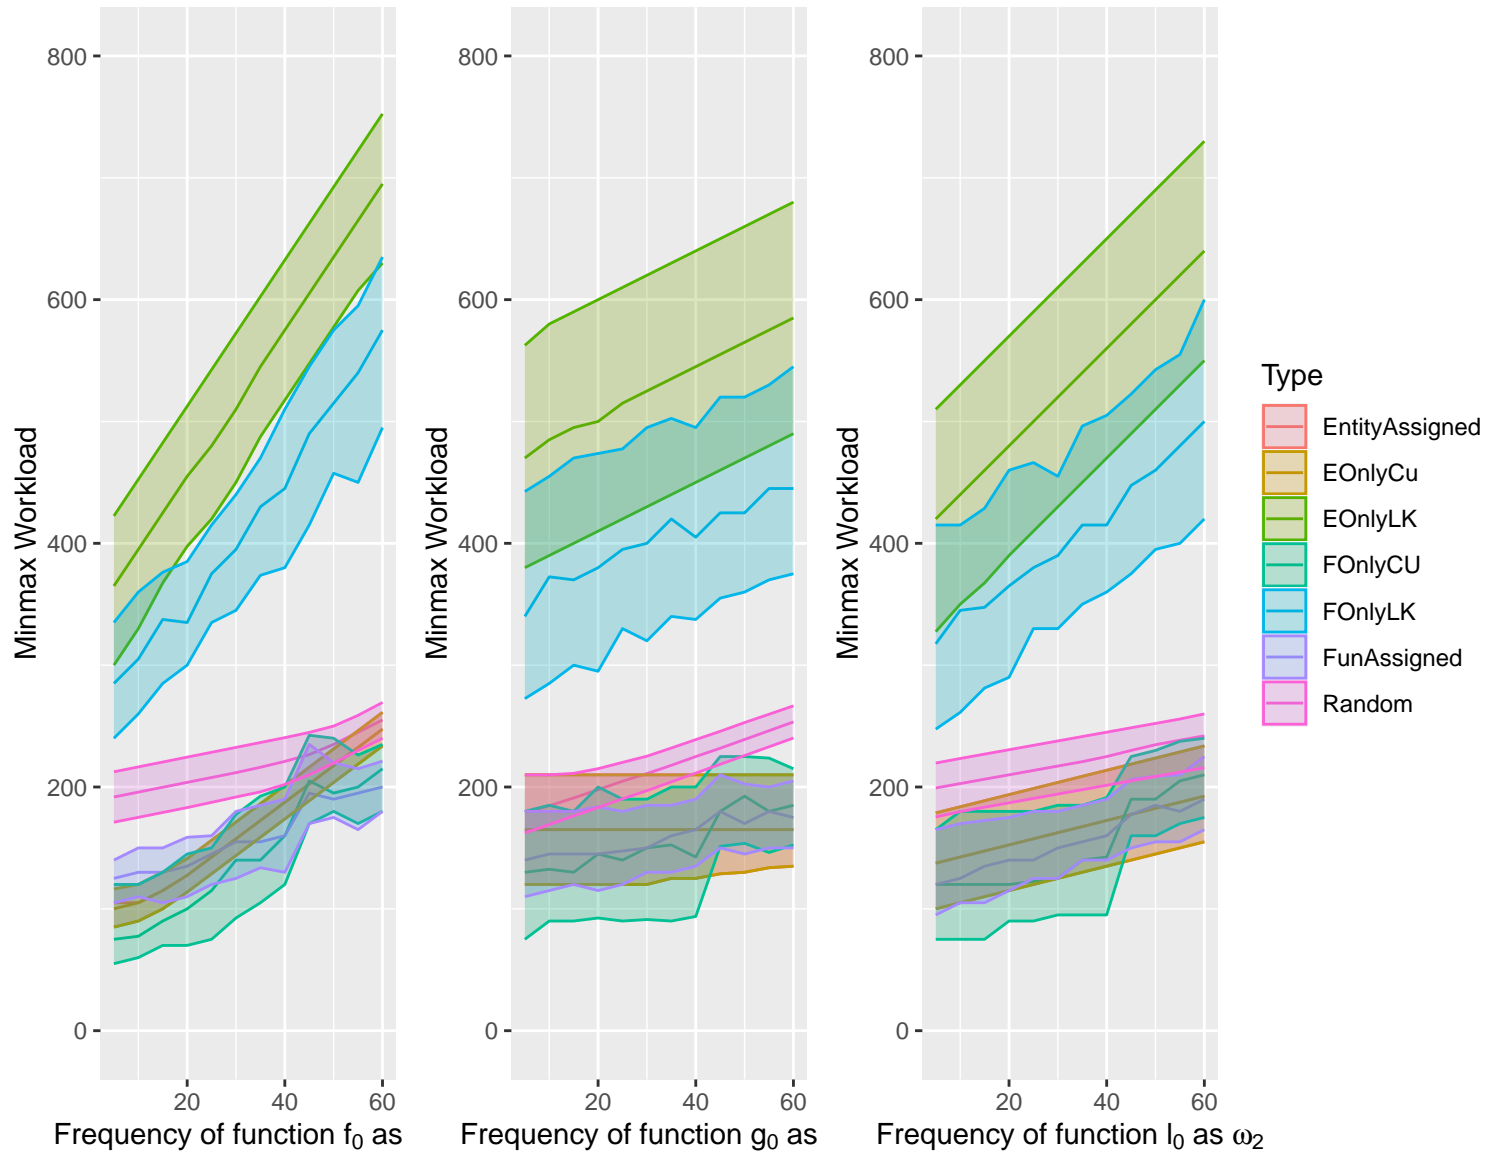 Minmax Workload
800
600
400
200
0
20 40 60
Frequency of function f₀ as
Minmax Workload
800
600
400
200
0
20 40 60
Frequency of function g₀ as
Minmax Workload
800
600
400
200
0
20 40 60
Frequency of function l₀ as ω₂
Type
EntityAssigned
EOnlyCu
EOnlyLK
FOnlyCU
FOnlyLK
FunAssigned
Random